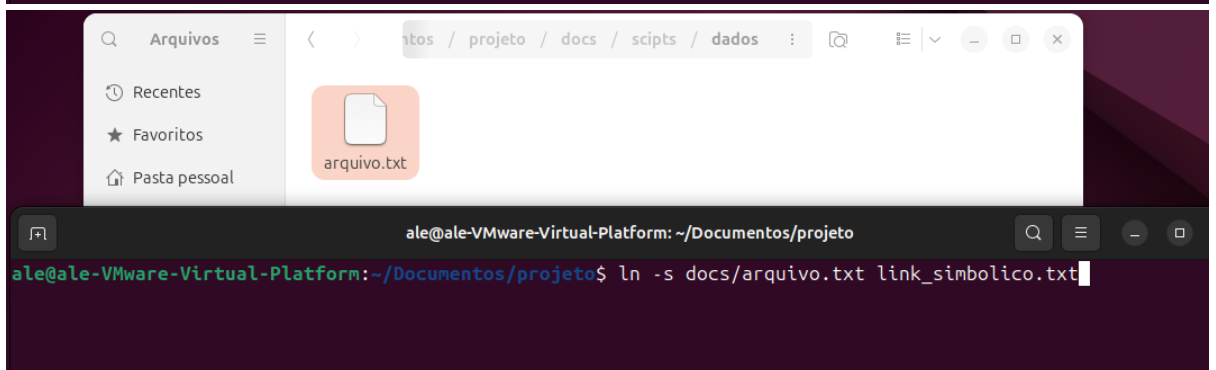 Arquivos
ntos / projeto / docs / scipts / dados
Recentes
Favoritos
arquivo.txt
Pasta pessoal
ale@ale-VMware-Virtual-Platform: ~/Documentos/projeto
ale@ale-VMware-Virtual-Platform:~/Documentos/projeto$ ln -s docs/arquivo.txt link_simbolico.txt